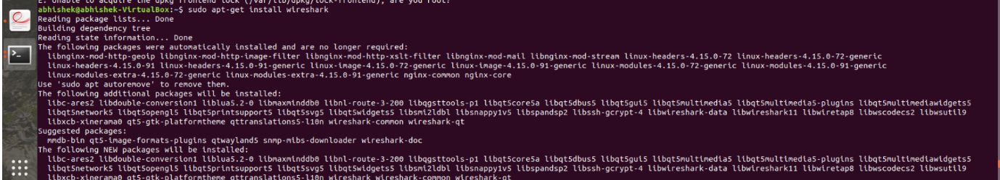 E: Unable to acquire the dpkg frontend lock (/var/lib/dpkg/lock-frontend), are you root?
abhishek@abhishek-VirtualBox:~$ sudo apt-get install wireshark
Reading package lists... Done
Building dependency tree
Reading state information... Done
The following packages were automatically installed and are no longer required:
libnginx-mod-http-geoip libnginx-mod-http-image-filter libnginx-mod-http-xslt-filter libnginx-mod-mail libnginx-mod-stream linux-headers-4.15.0-72 linux-headers-4.15.0-72-generic
linux-headers-4.15.0-91 linux-headers-4.15.0-91-generic linux-image-4.15.0-72-generic linux-image-4.15.0-91-generic linux-modules-4.15.0-72-generic linux-modules-4.15.0-91-generic
linux-modules-extra-4.15.0-72-generic linux-modules-extra-4.15.0-91-generic nginx-common nginx-core
Use 'sudo apt autoremove' to remove them.
The following additional packages will be installed:
libc-ares2 libdouble-conversion1 liblua5.2-0 libmaxminddb0 libnl-route-3-200 libqgsttools-p1 libqt5core5a libqt5dbus5 libqt5gui5 libqt5multimedia5 libqt5multimedia5-plugins libqt5multimediawidgets5
libqt5network5 libqt5opengl5 libqt5printsupport5 libqt5svg5 libqt5widgets5 libsmi2ldbl libsnappy1v5 libspandsp2 libssh-gcrypt-4 libwireshark-data libwireshark11 libwiretap8 libwscodecs2 libwsutil9
libxcb-xinerama0 qt5-gtk-platformtheme qttranslations5-l10n wireshark-common wireshark-qt
Suggested packages:
mmdb-bin qt5-image-formats-plugins qtwayland5 snmp-mibs-downloader wireshark-doc
The following NEW packages will be installed:
libc-ares2 libdouble-conversion1 liblua5.2-0 libmaxminddb0 libnl-route-3-200 libqgsttools-p1 libqt5core5a libqt5dbus5 libqt5gui5 libqt5multimedia5 libqt5multimedia5-plugins libqt5multimediawidgets5
libqt5network5 libqt5opengl5 libqt5printsupport5 libqt5svg5 libqt5widgets5 libsmi2ldbl libsnappy1v5 libspandsp2 libssh-gcrypt-4 libwireshark-data libwireshark11 libwiretap8 libwscodecs2 libwsutil9
libxcb-xinerama0 qt5-gtk-platformtheme qttranslations5-l10n wireshark wireshark-common wireshark-qt